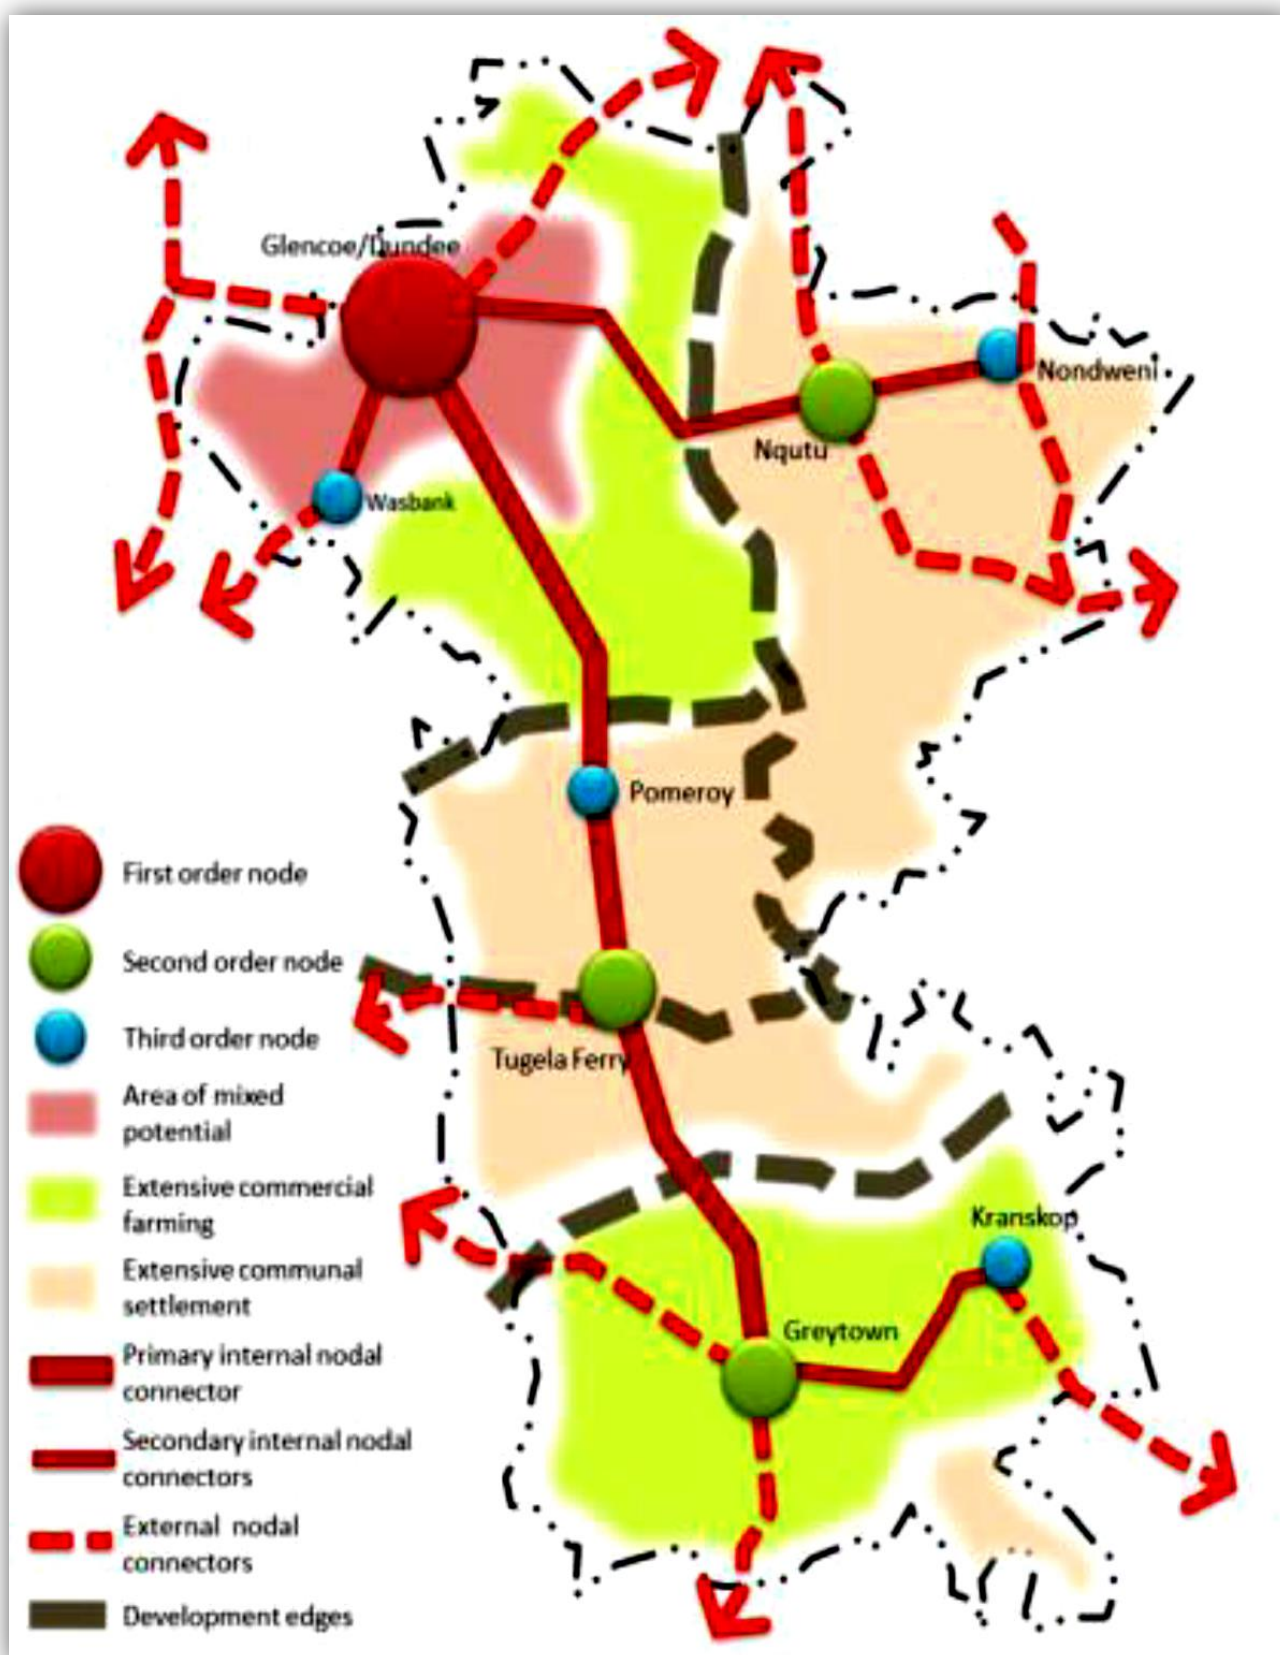 Glencoe/Dundee
Nondweni
Nqutu
Wasbank
Pomeroy
First order node
Second order node
Third order node
Tugela Ferry
Area of mixed
potential
Extensive commercial
farming
Kranskop
Extensive communal
settlement
Greytown
Primary internal nodal
connector
Secondary internal nodal
connectors
External nodal
connectors
Development edges